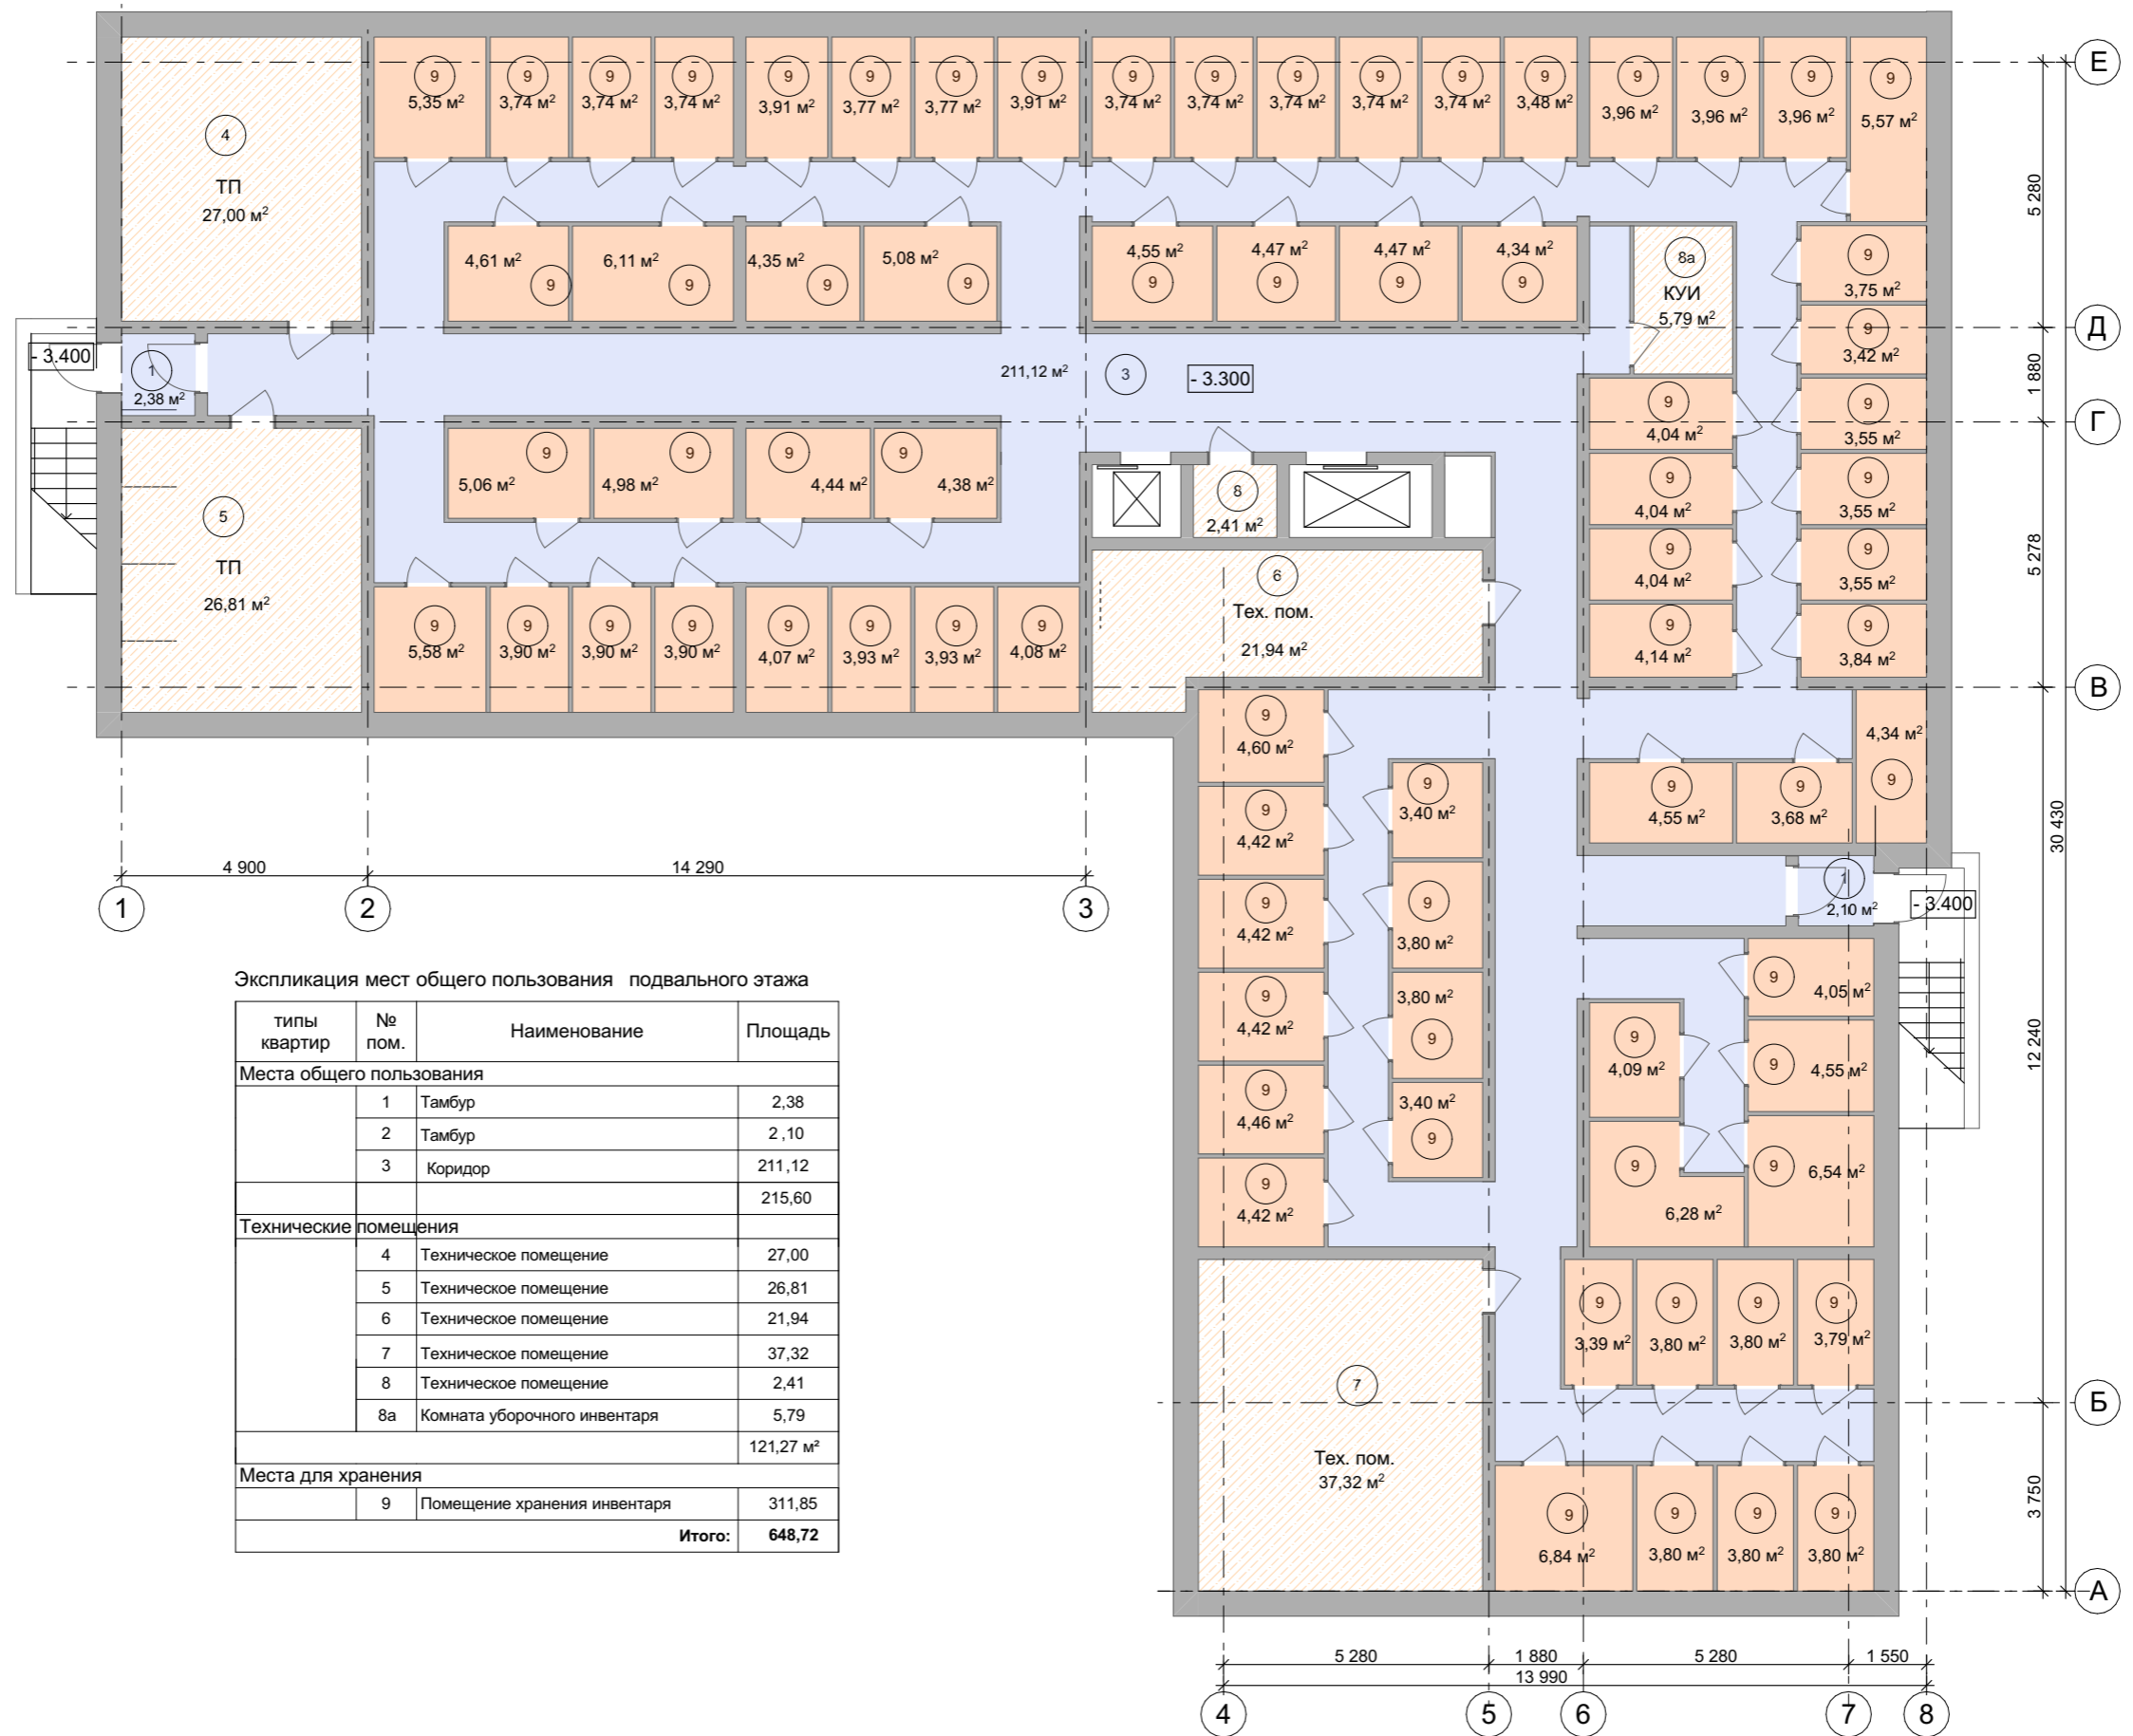 9 9 9 9 9 9 9 9 9 9 9 9 9 9 9 9 9 9 Е
5,35 м² 3,74 м² 3,74 м² 3,74 м² 3,91 м² 3,77 м² 3,77 м² 3,91 м² 3,74 м² 3,74 м² 3,74 м² 3,74 м² 3,74 м² 3,48 м² 3,96 м² 3,96 м² 3,96 м² 5,57 м²
4
ТП
27,00 м²
5 280
4,61 м² 6,11 м² 4,35 м² 5,08 м² 4,55 м² 4,47 м² 4,47 м² 4,34 м²
9 9 9 9 9 9 9 9
8а
КУИ
5,79 м²
9
3,75 м²
9
3,42 м²
Д
- 3.400
1
2,38 м²
211,12 м² 3 - 3.300
1 880
9
4,04 м²
9
3,55 м²
Г
9 9 9 9
5,06 м² 4,98 м² 4,44 м² 4,38 м²
8
2,41 м²
9
4,04 м²
9
3,55 м²
5
ТП
26,81 м²
6
Тех. пом.
21,94 м²
9
4,04 м²
9
3,55 м²
5 278
9 9 9 9 9 9 9 9
5,58 м² 3,90 м² 3,90 м² 3,90 м² 4,07 м² 3,93 м² 3,93 м² 4,08 м²
9
4,14 м²
9
3,84 м²
В
9
4,60 м²
4,34 м²
9
9
3,40 м²
9
4,55 м²
9
3,68 м²
9
4,42 м²
30 430
4 900 14 290
1 2 3
9
4,42 м²
9
3,80 м²
1
2,10 м²
- 3.400
9
4,42 м²
3,80 м²
9
9
4,05 м²
9
4,09 м²
9
4,55 м²
12 240
9
4,46 м²
3,40 м²
9
9
4,42 м²
9
6,28 м²
9
6,54 м²
9 9 9 9
3,39 м² 3,80 м² 3,80 м² 3,79 м²
7
Тех. пом.
37,32 м²
Б
9 9 9 9
6,84 м² 3,80 м² 3,80 м² 3,80 м²
3 750
А
5 280 1 880 5 280 1 550
13 990
4 5 6 7 8
Экспликация мест общего пользования подвального этажа
типы квартир № пом. Наименование Площадь
Места общего пользования
1 Тамбур 2,38
2 Тамбур 2,10
3 Коридор 211,12
215,60
Технические помещения
4 Техническое помещение 27,00
5 Техническое помещение 26,81
6 Техническое помещение 21,94
7 Техническое помещение 37,32
8 Техническое помещение 2,41
8а Комната уборочного инвентаря 5,79
121,27 м²
Места для хранения
9 Помещение хранения инвентаря 311,85
Итого: 648,72